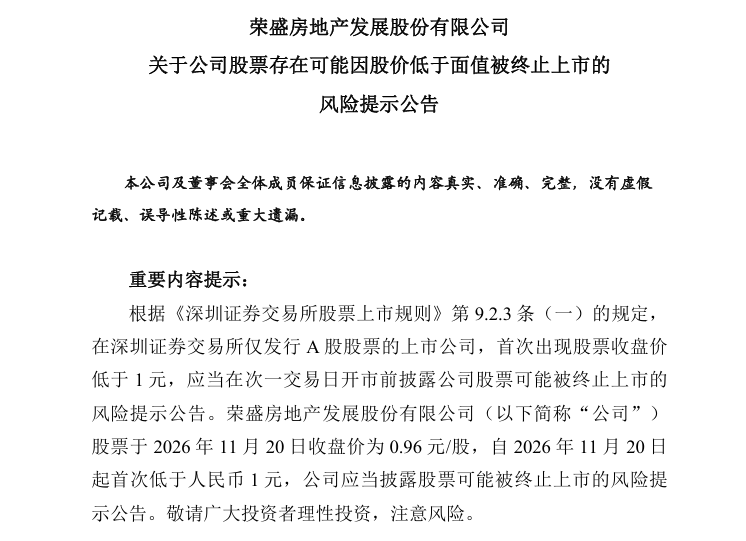 荣盛房地产发展股份有限公司
关于公司股票存在可能因股价低于面值被终止上市的
风险提示公告
本公司及董事会全体成员保证信息披露的内容真实、准确、完整，没有虚假
记载、误导性陈述或重大遗漏。
重要内容提示：
根据《深圳证券交易所股票上市规则》第 9.2.3 条（一）的规定，
在深圳证券交易所仅发行 A 股股票的上市公司，首次出现股票收盘价
低于 1 元，应当在次一交易日开市前披露公司股票可能被终止上市的
风险提示公告。荣盛房地产发展股份有限公司（以下简称“公司”）
股票于 2026 年 11 月 20 日收盘价为 0.96 元/股，自 2026 年 11 月 20 日
起首次低于人民币 1 元，公司应当披露股票可能被终止上市的风险提
示公告。敬请广大投资者理性投资，注意风险。